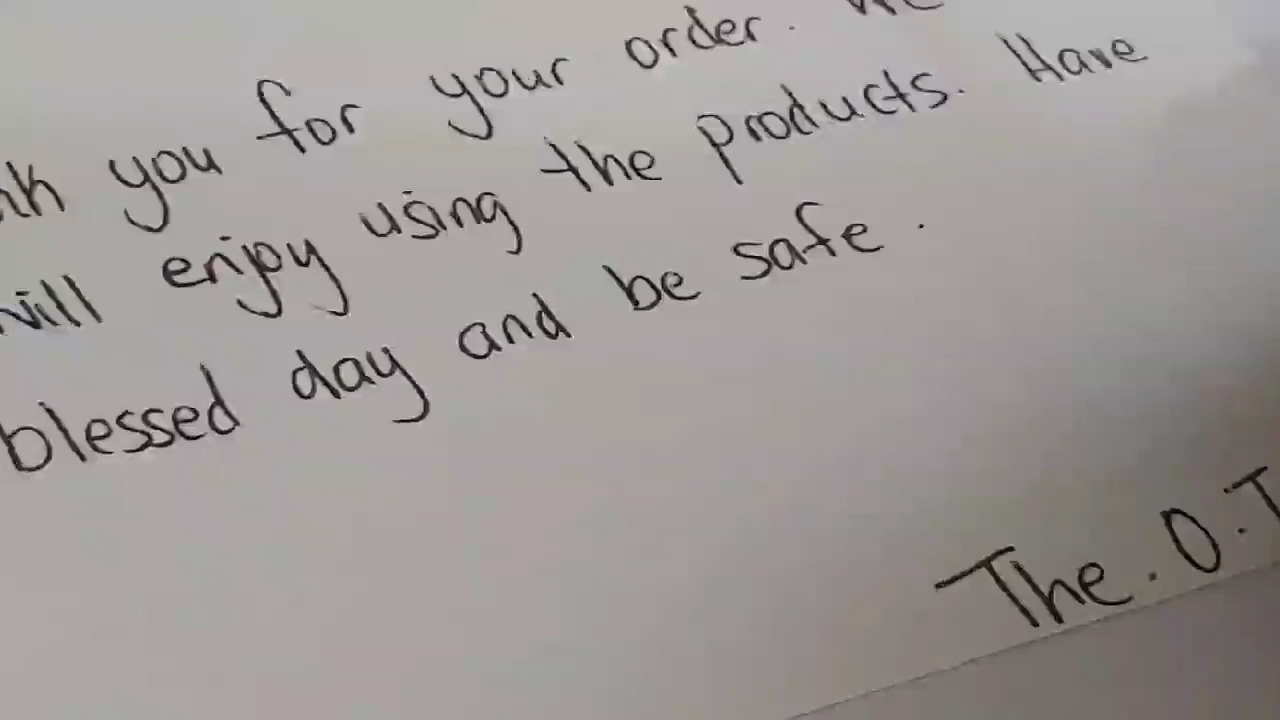 you for your order.
enjoy using the products. Have
blessed day and be safe.
The. O.T